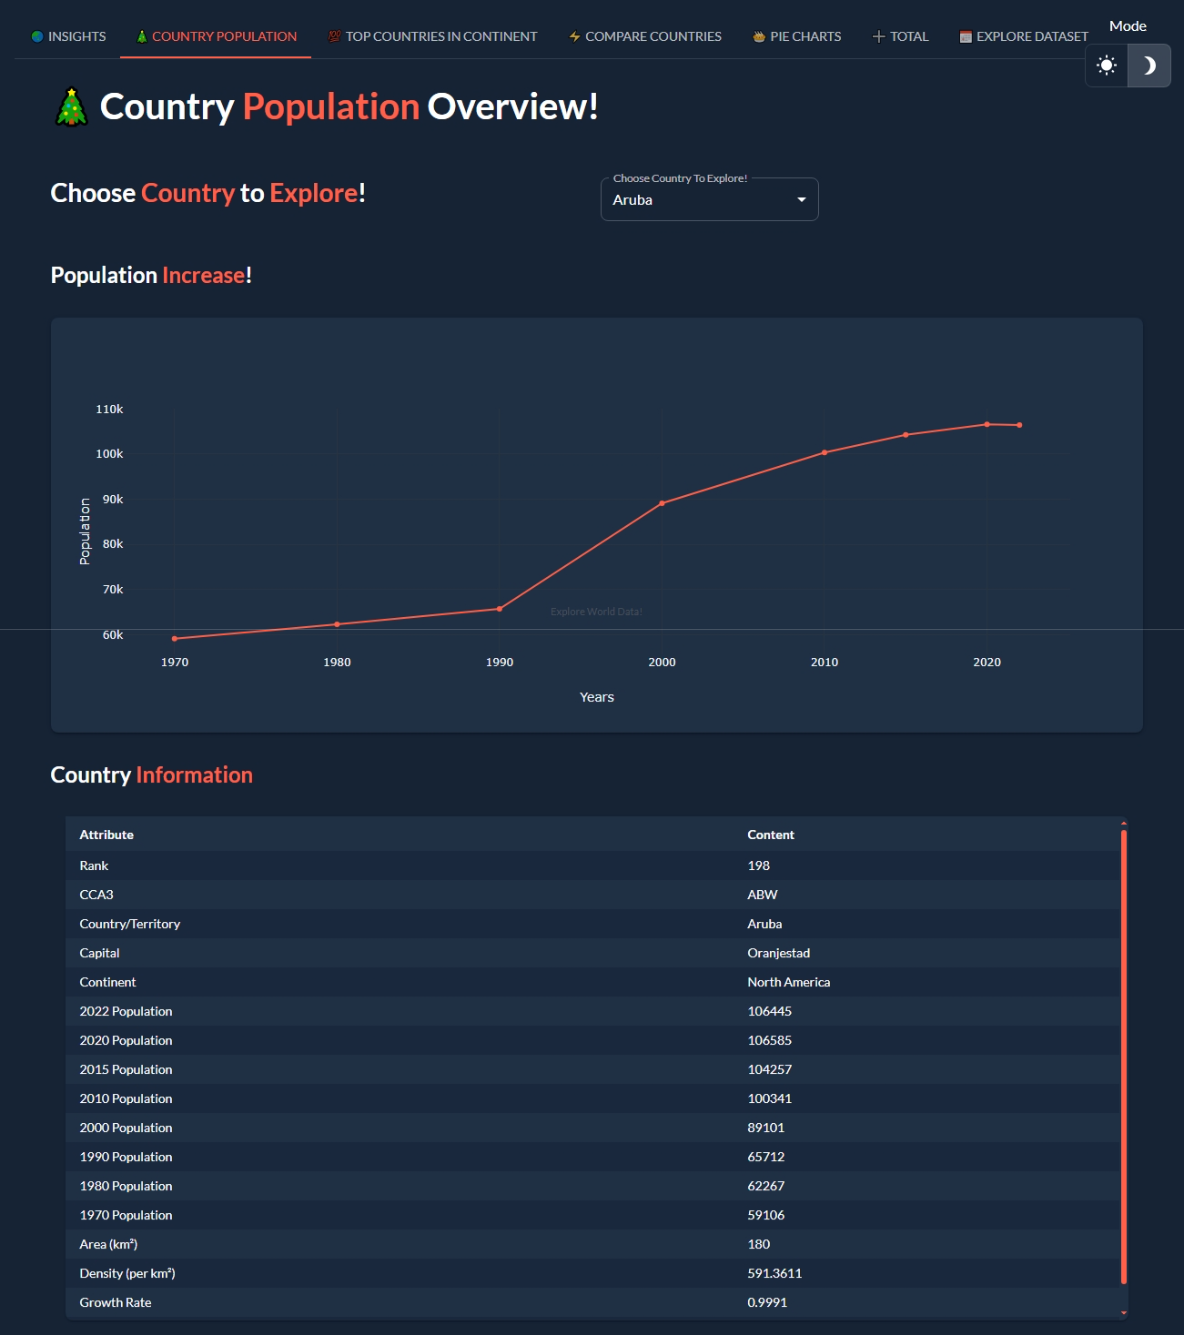 Mode
INSIGHTS
COUNTRY POPULATION
TOP COUNTRIES IN CONTINENT
COMPARE COUNTRIES
PIE CHARTS
TOTAL
EXPLORE DATASET
Country Population Overview!
Choose Country to Explore!
Choose Country To Explore!
Aruba
Population Increase!
110k
100k
90k
80k
70k
60k
Population
Explore World Data!
1970 1980 1990 2000 2010 2020
Years
Country Information
Attribute Content
Rank 198
CCA3 ABW
Country/Territory Aruba
Capital Oranjestad
Continent North America
2022 Population 106445
2020 Population 106585
2015 Population 104257
2010 Population 100341
2000 Population 89101
1990 Population 65712
1980 Population 62267
1970 Population 59106
Area (km²) 180
Density (per km²) 591.3611
Growth Rate 0.9991